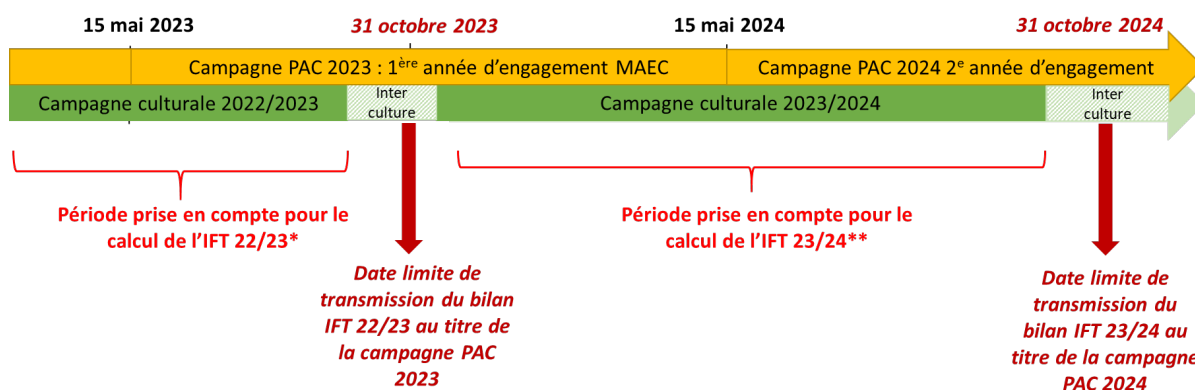 15 mai 2023
31 octobre 2023
15 mai 2024
31 octobre 2024
Campagne PAC 2023 : 1ère année d’engagement MAEC
Campagne PAC 2024 2e année d’engagement
Campagne culturale 2022/2023
Inter
culture
Campagne culturale 2023/2024
Inter
culture
Période prise en compte pour le
calcul de l’IFT 22/23*
Période prise en compte pour le
calcul de l’IFT 23/24**
Date limite de
transmission du bilan
IFT 22/23 au titre de
la campagne PAC
2023
Date limite de
transmission du
bilan IFT 23/24 au
titre de la campagne
PAC 2024